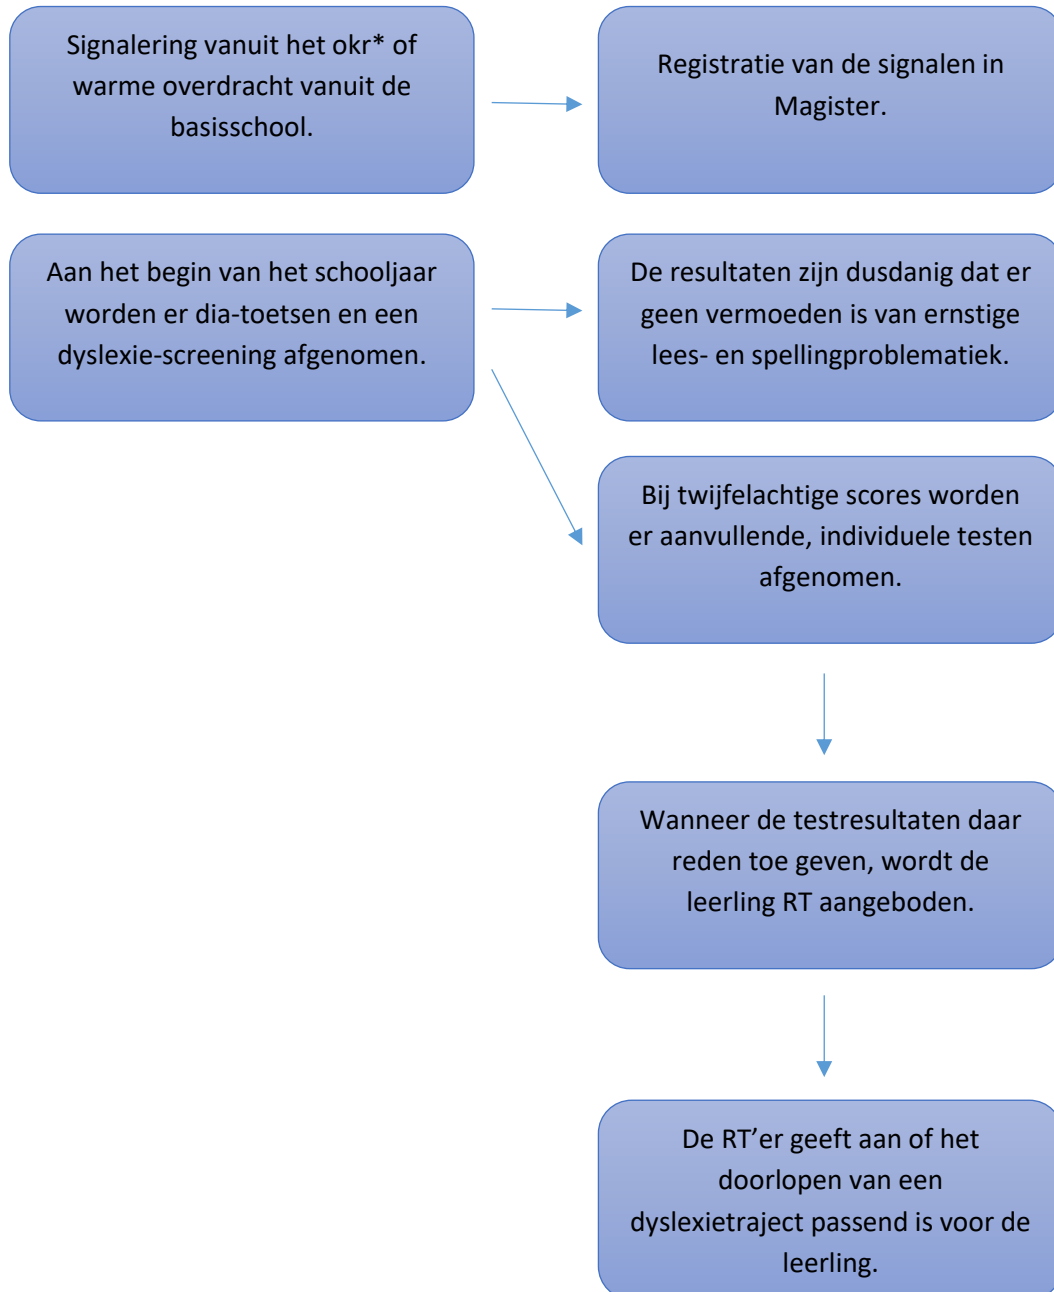 Signalering vanuit het okr* of
warme overdracht vanuit de
basisschool.
Registratie van de signalen in
Magister.
Aan het begin van het schooljaar
worden er dia-toetsen en een
dyslexie-screening afgenomen.
De resultaten zijn dusdanig dat er
geen vermoeden is van ernstige
lees- en spellingproblematiek.
Bij twijfelachtige scores worden
er aanvullende, individuele testen
afgenomen.
Wanneer de testresultaten daar
reden toe geven, wordt de
leerling RT aangeboden.
De RT’er geeft aan of het
doorlopen van een
dyslexietraject passend is voor de
leerling.